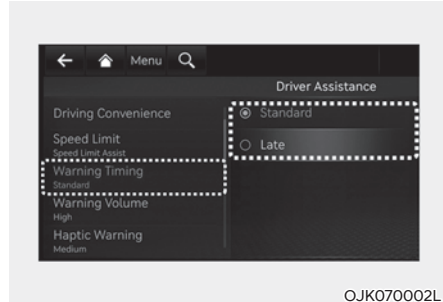 Menu
Driver Assistance
Driving Convenience
Speed Limit
Speed Limit Assist
Warning Timing
Standard
Warning Volume
High
Haptic Warning
Medium
Standard
Late
OJK070002L